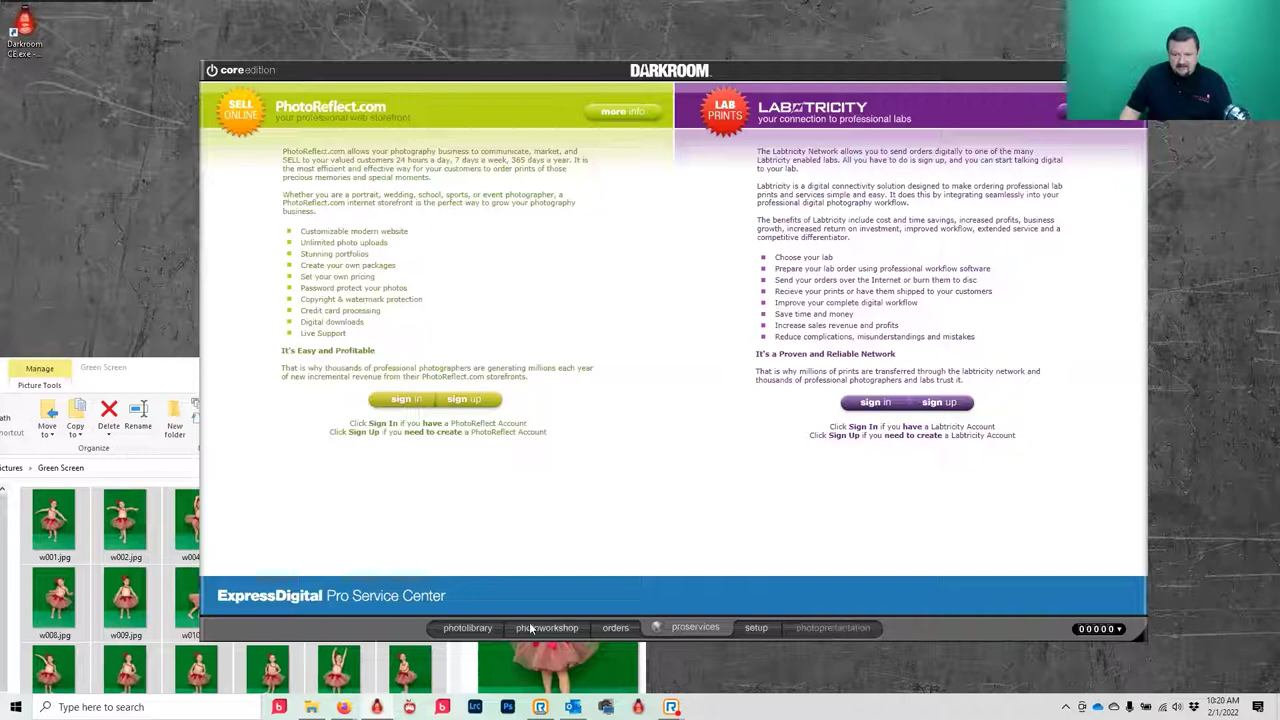 Darkroom
CE.exe -...
core edition
DARKROOM
SELL
ONLINE
PhotoReflect.com
your professional web storefront
more info
LAB
PRINTS
LABTRICITY
your connection to professional labs
PhotoReflect.com allows your photography business to communicate, market, and
SELL to your valued customers 24 hours a day, 7 days a week, 365 days a year. It is
the most efficient and effective way for your customers to order prints of those
precious memories and special moments.
Whether you are a portrait, wedding, school, sports, or event photographer, a
PhotoReflect.com internet storefront is the perfect way to grow your photography
business.
Customizable modern website
Unlimited photo uploads
Stunning portfolios
Create your own packages
Set your own pricing
Password protect your photos
Copyright & watermark protection
Credit card processing
Digital downloads
Live Support
It's Easy and Profitable
That is why thousands of professional photographers are generating millions each year
of new incremental revenue from their PhotoReflect.com storefronts.
sign in
sign up
Click Sign In if you have a PhotoReflect Account
Click Sign Up if you need to create a PhotoReflect Account
The Labtricity Network allows you to send orders digitally to one of the many
Labtricity enabled labs. All you have to do is sign up, and you can start talking digital
to your lab.
Labtricity is a digital connectivity solution designed to make ordering professional lab
prints and services simple and easy. It does this by integrating seamlessly into your
professional digital photography workflow.
The benefits of Labtricity include cost and time savings, increased profits, business
growth, increased return on investment, improved workflow, extended service and a
competitive differentiator.
Choose your lab
Prepare your lab order using professional workflow software
Send your orders over the Internet or burn them to disc
Recieve your prints or have them shipped to your customers
Improve your complete digital workflow
Save time and money
Increase sales revenue and profits
Reduce complications, misunderstandings and mistakes
It's a Proven and Reliable Network
That is why millions of prints are transferred through the labtricity network and
thousands of professional photographers and labs trust it.
sign in
sign up
Click Sign In if you have a Labtricity Account
Click Sign Up if you need to create a Labtricity Account
Manage
Green Screen
Picture Tools
ath
ortcut
Move
to
Copy
to
Delete
Rename
New
folder
Organize
ictures > Green Screen
w001.jpg
w002.jpg
w004
w008.jpg
w009.jpg
w010
ExpressDigital Pro Service Center
photolibrary
photoworkshop
orders
proservices
setup
photopresentation
00000
Type here to search
Lrc
Ps
10:20 AM
2/1/2022